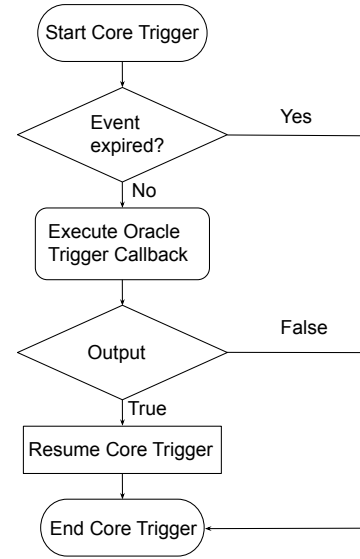 Start Core Trigger
Event
expired?
Yes
No
Execute Oracle
Trigger Callback
Output
False
True
Resume Core Trigger
End Core Trigger